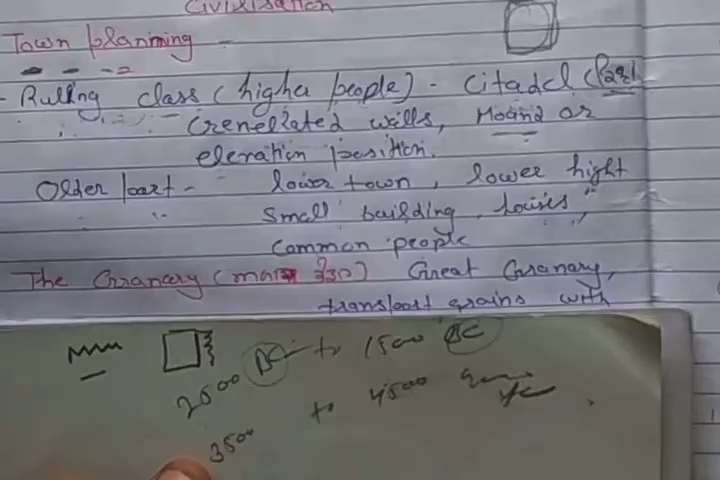 Civilisation
Town planning -
- Ruling class (higher people) - Citadel
Crenellated wills, Mound or
eleration position.
Older part - lower town, lower hight
Small building, houses,
Common people
The Granary ( ) Great Granary,
transport grains with
2500 BC to 1500 BC
3500 to 4500